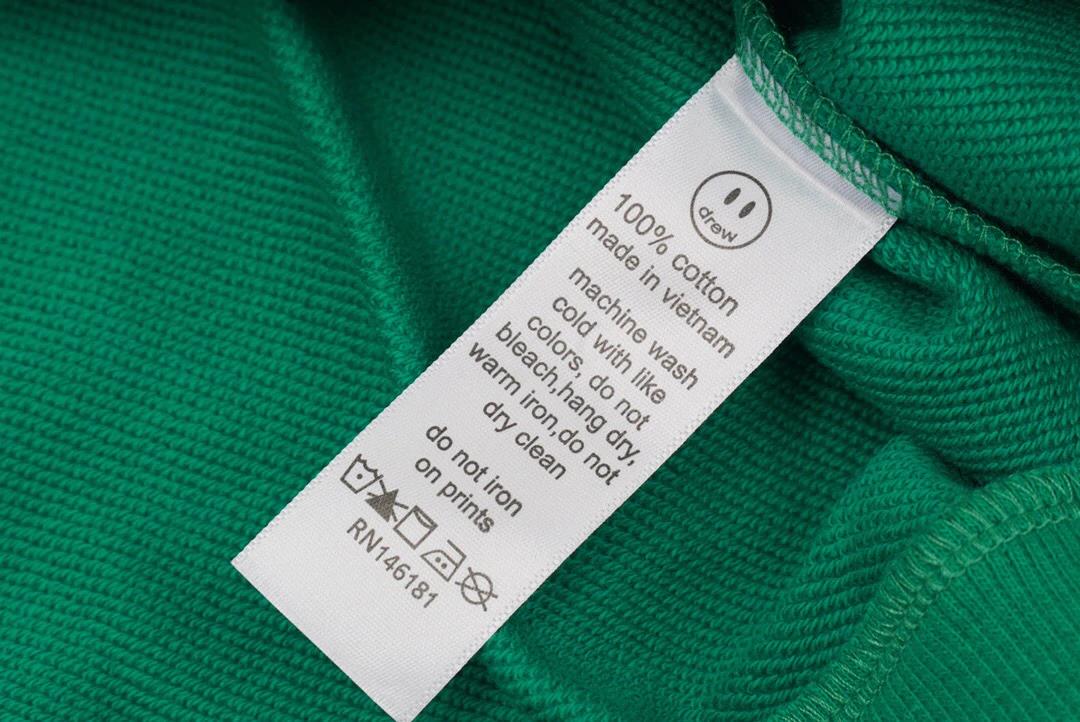 drew
100% cotton
made in vietnam
machine wash
cold with like
colors, do not
bleach,hang dry,
warm iron,do not
dry clean
do not iron
on prints
RN146181